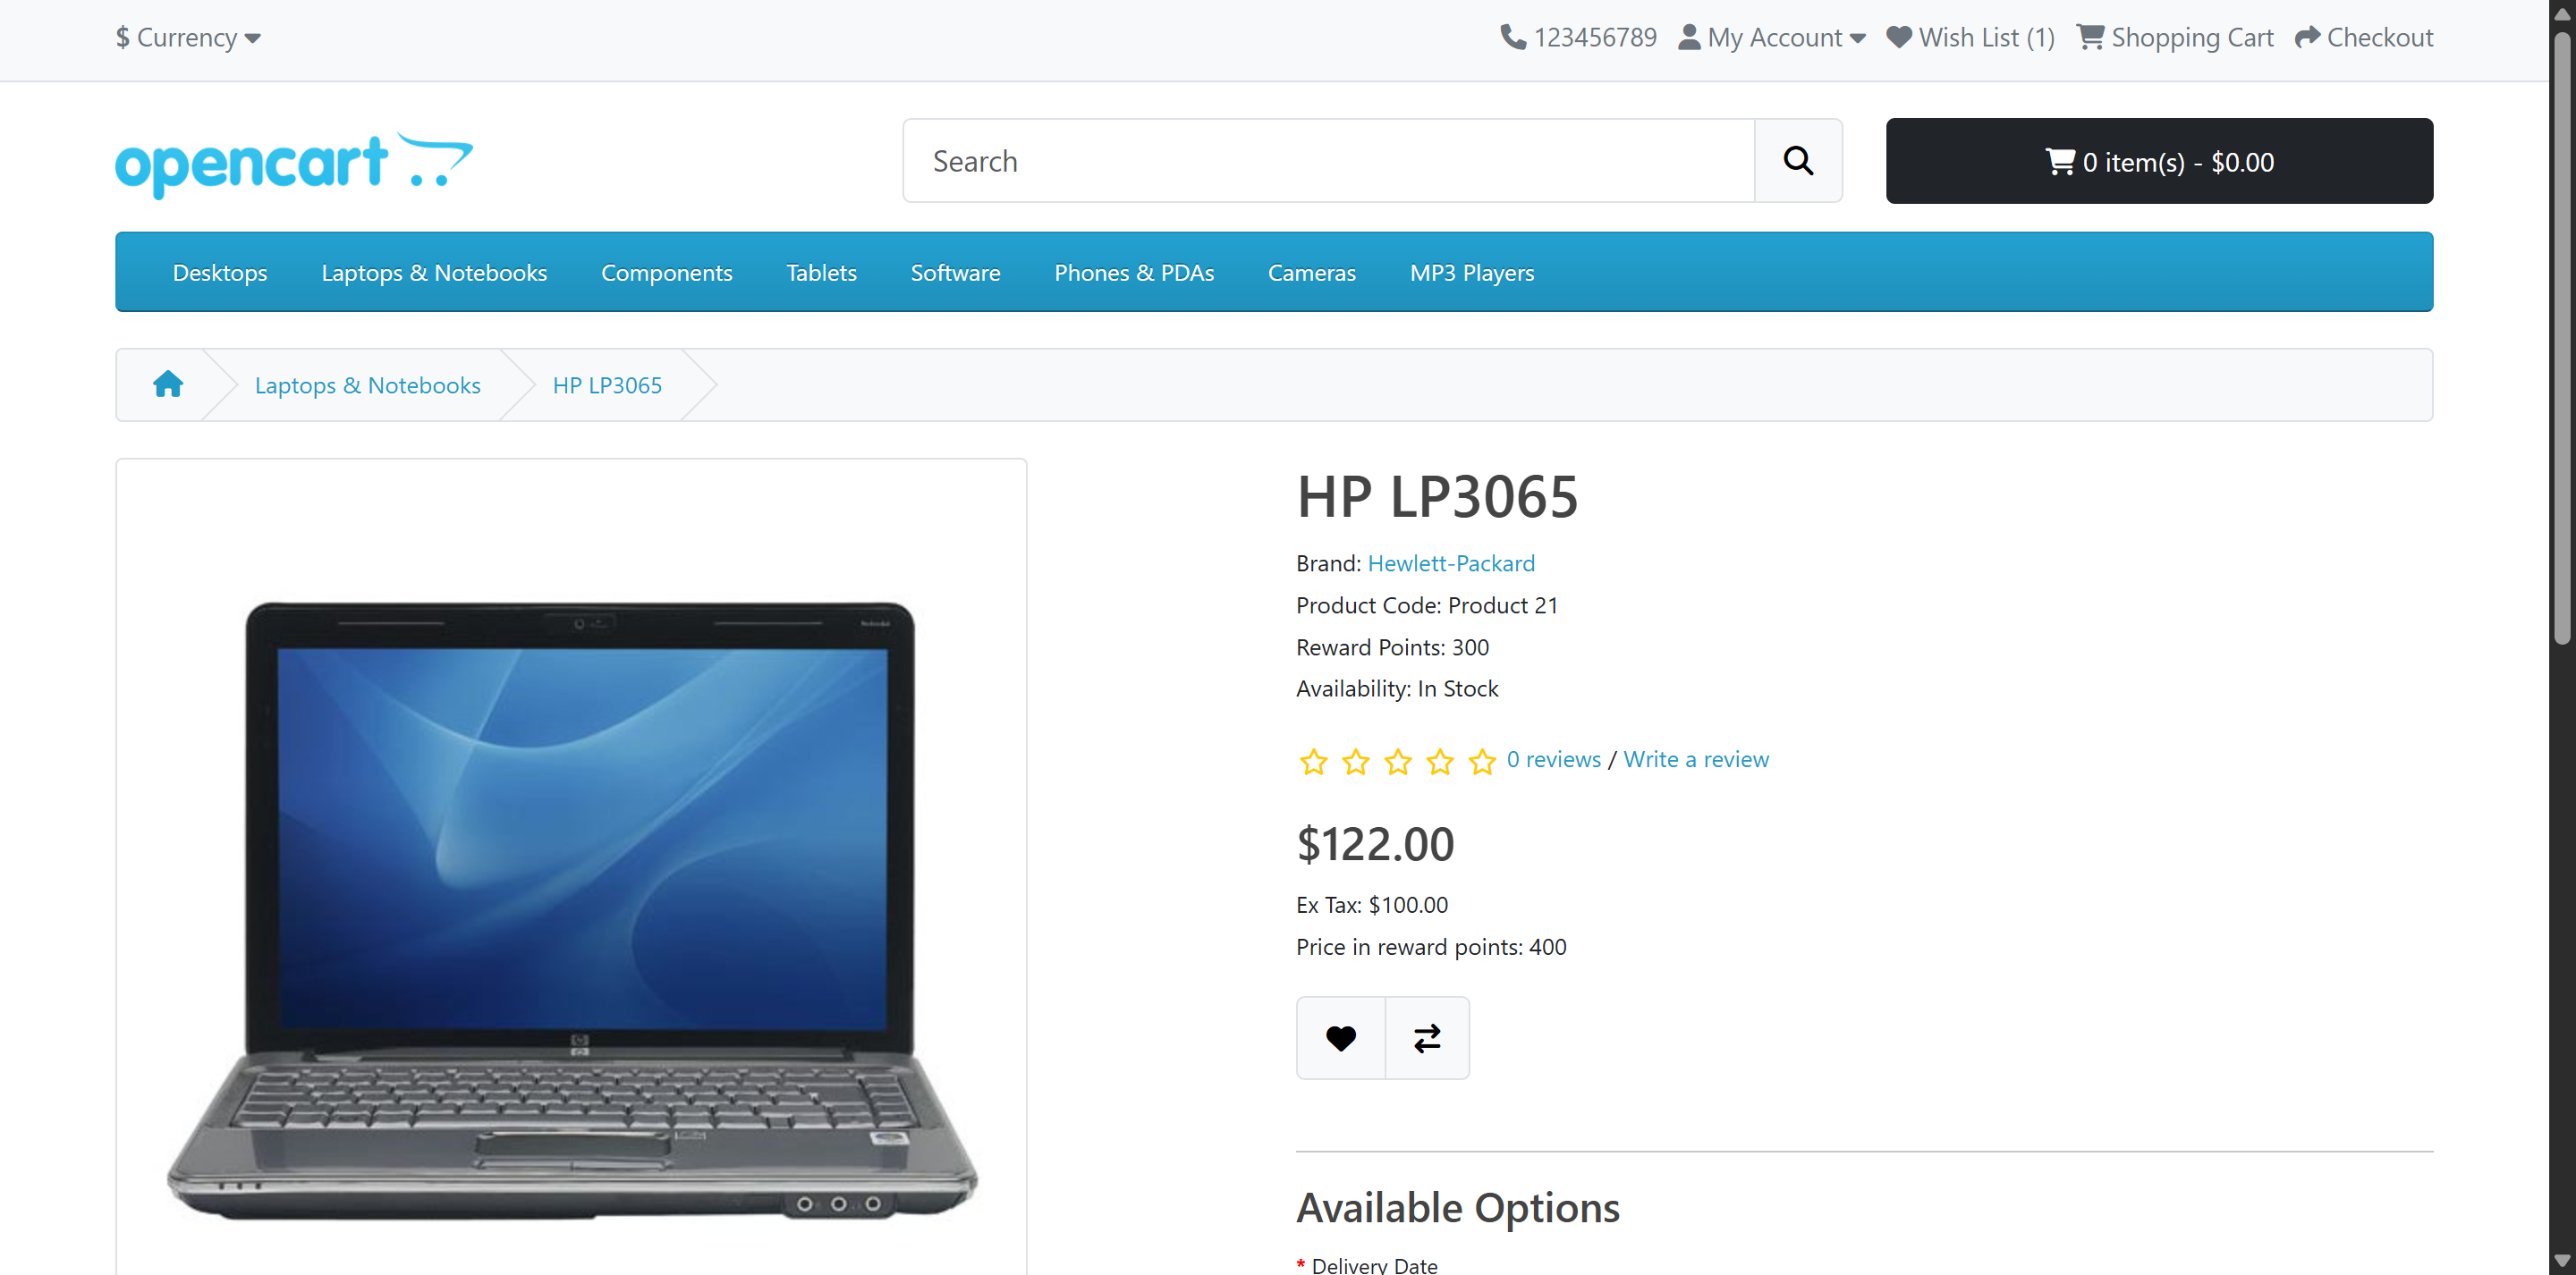 $ Currency
123456789 My Account Wish List (1) Shopping Cart Checkout
opencart
Search
0 item(s) - $0.00
Desktops Laptops & Notebooks Components Tablets Software Phones & PDAs Cameras MP3 Players
Laptops & Notebooks HP LP3065
HP LP3065
Brand: Hewlett-Packard
Product Code: Product 21
Reward Points: 300
Availability: In Stock
0 reviews / Write a review
$122.00
Ex Tax: $100.00
Price in reward points: 400
Available Options
* Delivery Date